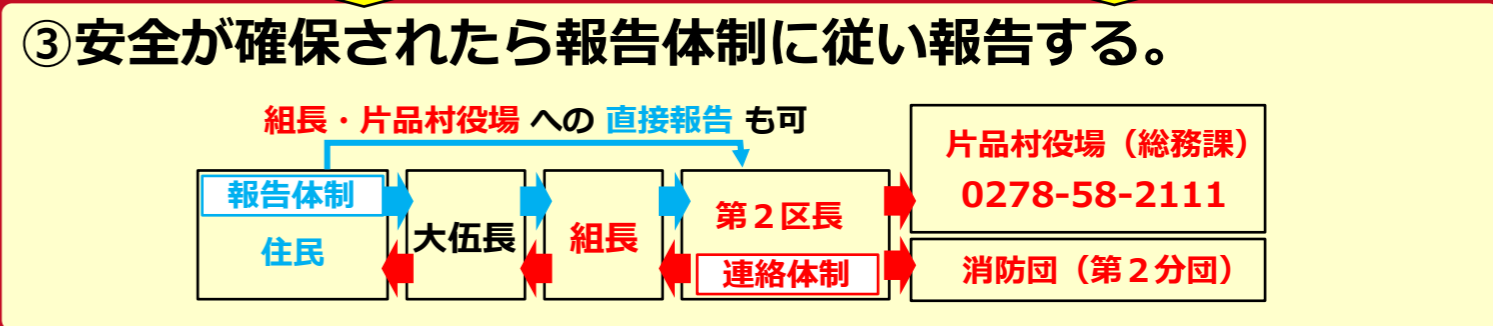 ③安全が確保されたら報告体制に従い報告する。
組長・片品村役場 への 直接報告 も可
報告体制
住民
大伍長
組長
第２区長
連絡体制
片品村役場（総務課）
0278-58-2111
消防団（第２分団）